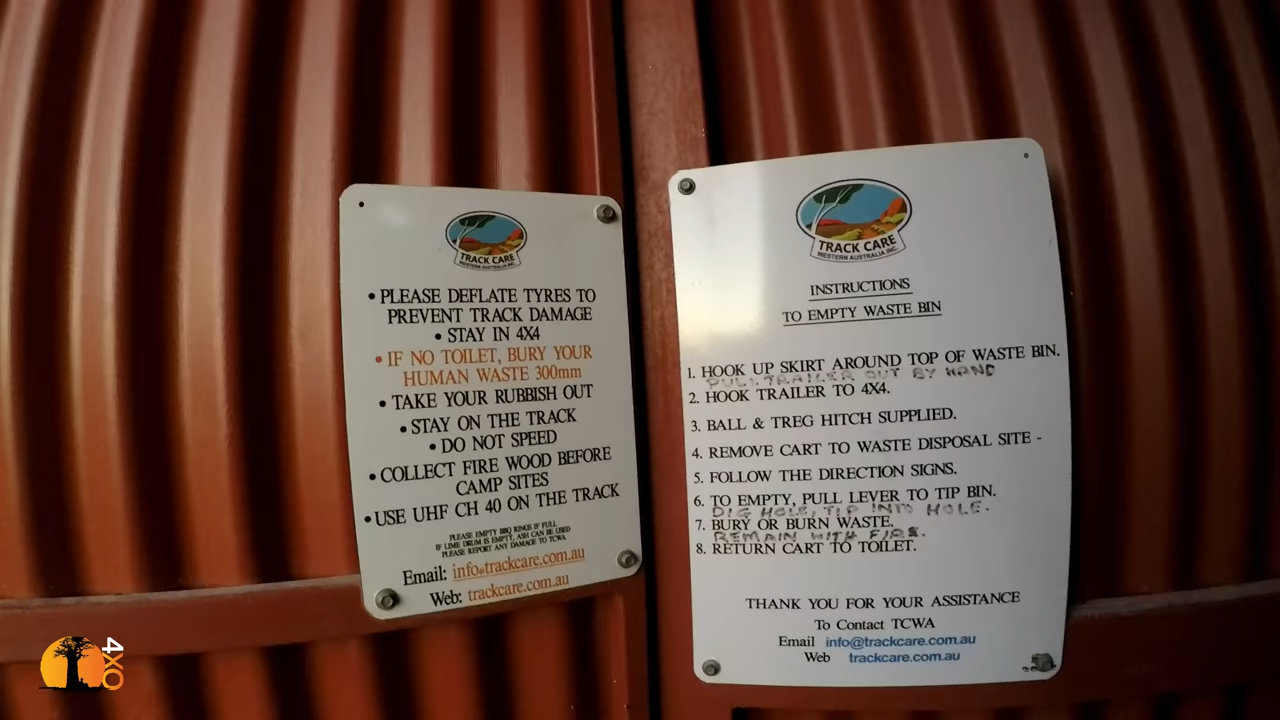 TRACK CARE
WESTERN AUSTRALIA INC.
• PLEASE DEFLATE TYRES TO
PREVENT TRACK DAMAGE
• STAY IN 4X4
• IF NO TOILET, BURY YOUR
HUMAN WASTE 300mm
• TAKE YOUR RUBBISH OUT
• STAY ON THE TRACK
• DO NOT SPEED
• COLLECT FIRE WOOD BEFORE
CAMP SITES
• USE UHF CH 40 ON THE TRACK
PLEASE EMPTY BBQ RINGS IF FULL
IF LIME DRUM IS EMPTY, ASH CAN BE USED
PLEASE REPORT ANY DAMAGE TO TCWA
Email: info@trackcare.com.au
Web: trackcare.com.au
TRACK CARE
WESTERN AUSTRALIA INC.
INSTRUCTIONS
TO EMPTY WASTE BIN
1. HOOK UP SKIRT AROUND TOP OF WASTE BIN.
PULL TRAILER OUT BY HAND
2. HOOK TRAILER TO 4X4.
3. BALL & TREG HITCH SUPPLIED.
4. REMOVE CART TO WASTE DISPOSAL SITE -
5. FOLLOW THE DIRECTION SIGNS.
6. TO EMPTY, PULL LEVER TO TIP BIN.
DIG HOLE, TIP INTO HOLE.
7. BURY OR BURN WASTE.
REMAIN WITH FIRE.
8. RETURN CART TO TOILET.
THANK YOU FOR YOUR ASSISTANCE
To Contact TCWA
Email info@trackcare.com.au
Web trackcare.com.au
4XO